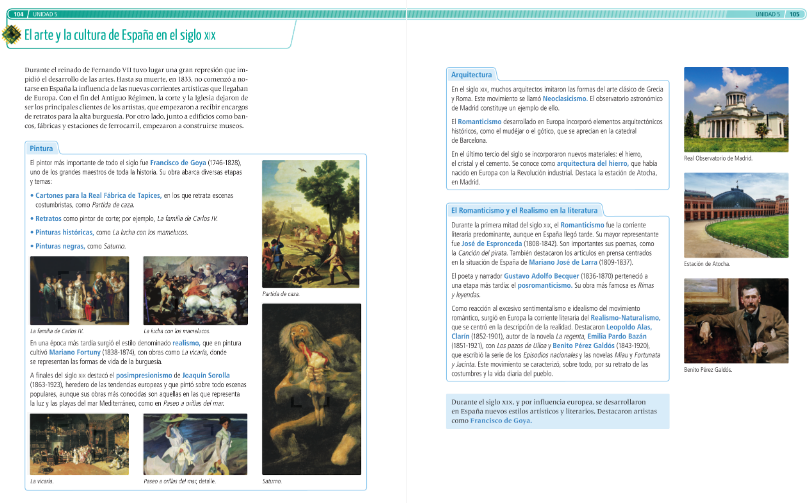 104 / UNIDAD 5
UNIDAD 5 / 105
El arte y la cultura de España en el siglo XIX
Durante el reinado de Fernando VII tuvo lugar una gran represión que im-
pidió el desarrollo de las artes. Hasta su muerte, en 1833, no comenzó a no-
tarse en España la influencia de las nuevas corrientes artísticas que llegaban
de Europa. Con el fin del Antiguo Régimen, la corte y la Iglesia dejaron de
ser los principales clientes de los artistas, que empezaron a recibir encargos
de retratos para la alta burguesía. Por otro lado, junto a edificios como ban-
cos, fábricas y estaciones de ferrocarril, empezaron a construirse museos.
Pintura
El pintor más importante de todo el siglo fue Francisco de Goya (1746-1828),
uno de los grandes maestros de toda la historia. Su obra abarca diversas etapas
y temas:
• Cartones para la Real Fábrica de Tapices, en los que retrata escenas
costumbristas, como Partida de caza.
• Retratos como pintor de corte; por ejemplo, La familia de Carlos IV.
• Pinturas históricas, como La lucha con los mamelucos.
• Pinturas negras, como Saturno.
Partida de caza.
La familia de Carlos IV.
La lucha con los mamelucos.
En una época más tardía surgió el estilo denominado realismo, que en pintura
cultivó Mariano Fortuny (1838-1874), con obras como La vicaría, donde
se representan las formas de vida de la burguesía.
A finales del siglo XIX destacó el posimpresionismo de Joaquín Sorolla
(1863-1923), heredero de las tendencias europeas y que pintó sobre todo escenas
populares, aunque sus obras más conocidas son aquellas en las que representa
la luz y las playas del mar Mediterráneo, como en Paseo a orillas del mar.
La vicaría.
Paseo a orillas del mar, detalle.
Saturno.
Arquitectura
En el siglo XIX, muchos arquitectos imitaron las formas del arte clásico de Grecia
y Roma. Este movimiento se llamó Neoclasicismo. El observatorio astronómico
de Madrid constituye un ejemplo de ello.
El Romanticismo desarrollado en Europa incorporó elementos arquitectónicos
históricos, como el mudéjar o el gótico, que se aprecian en la catedral
de Barcelona.
En el último tercio del siglo se incorporaron nuevos materiales: el hierro,
el cristal y el cemento. Se conoce como arquitectura del hierro, que había
nacido en Europa con la Revolución industrial. Destaca la estación de Atocha,
en Madrid.
Real Observatorio de Madrid.
El Romanticismo y el Realismo en la literatura
Durante la primera mitad del siglo XIX, el Romanticismo fue la corriente
literaria predominante, aunque en España llegó tarde. Su mayor representante
fue José de Espronceda (1808-1842). Son importantes sus poemas, como
la Canción del pirata. También destacaron los artículos en prensa centrados
en la situación de España de Mariano José de Larra (1809-1837).
El poeta y narrador Gustavo Adolfo Becquer (1836-1870) perteneció a
una etapa más tardía: el posromanticismo. Su obra más famosa es Rimas
y leyendas.
Como reacción al excesivo sentimentalismo e idealismo del movimiento
romántico, surgió en Europa la corriente literaria del Realismo-Naturalismo,
que se centró en la descripción de la realidad. Destacaron Leopoldo Alas,
Clarín (1852-1901), autor de la novela La regenta, Emilia Pardo Bazán
(1851-1921), con Los pazos de Ulloa y Benito Pérez Galdós (1843-1920),
que escribió la serie de los Episodios nacionales y las novelas Miau y Fortunata
y Jacinta. Este movimiento se caracterizó, sobre todo, por su retrato de las
costumbres y la vida diaria del pueblo.
Estación de Atocha.
Benito Pérez Galdós.
Durante el siglo XIX, y por influencia europea, se desarrollaron
en España nuevos estilos artísticos y literarios. Destacaron artistas
como Francisco de Goya.